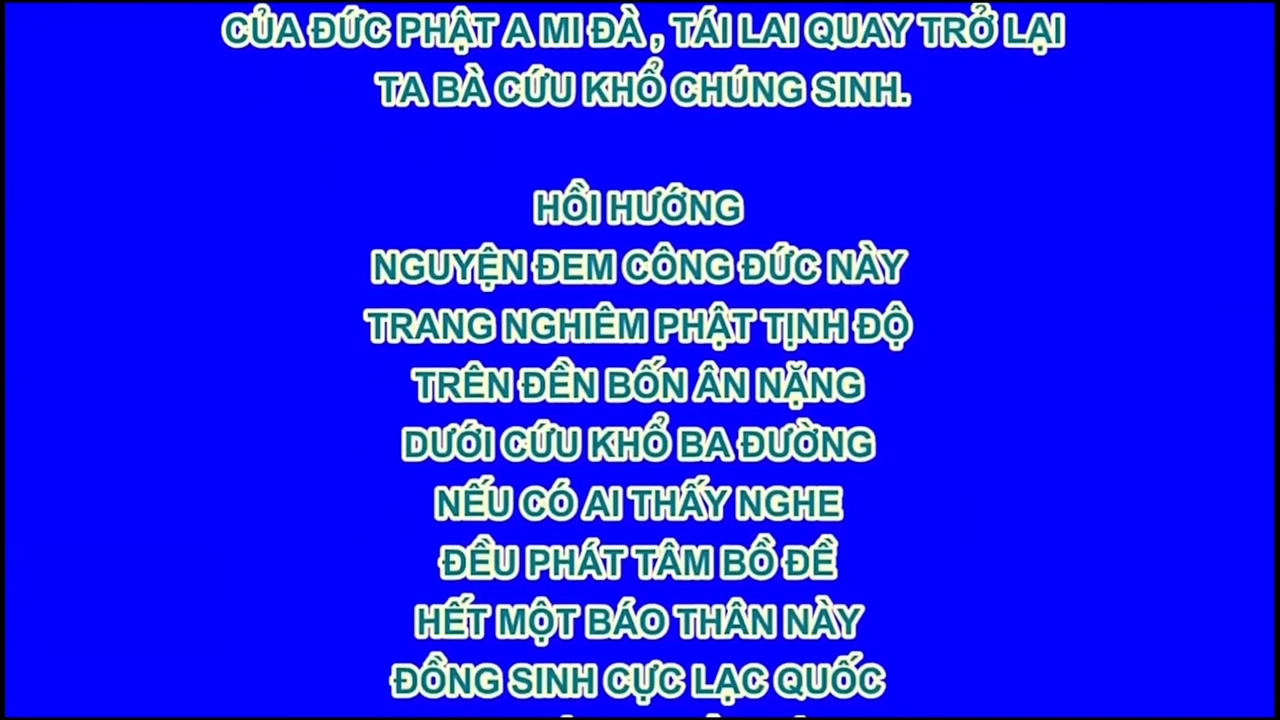 CỦA ĐỨC PHẬT A MI ĐÀ , TÁI LAI QUAY TRỞ LẠI
TA BÀ CỨU KHỔ CHÚNG SINH.
HỒI HƯỚNG
NGUYỆN ĐEM CÔNG ĐỨC NÀY
TRANG NGHIÊM PHẬT TỊNH ĐỘ
TRÊN ĐỀN BỐN ÂN NẶNG
DƯỚI CỨU KHỔ BA ĐƯỜNG
NẾU CÓ AI THẤY NGHE
ĐỀU PHÁT TÂM BỒ ĐỀ
HẾT MỘT BÁO THÂN NÀY
ĐỒNG SINH CỰC LẠC QUỐC